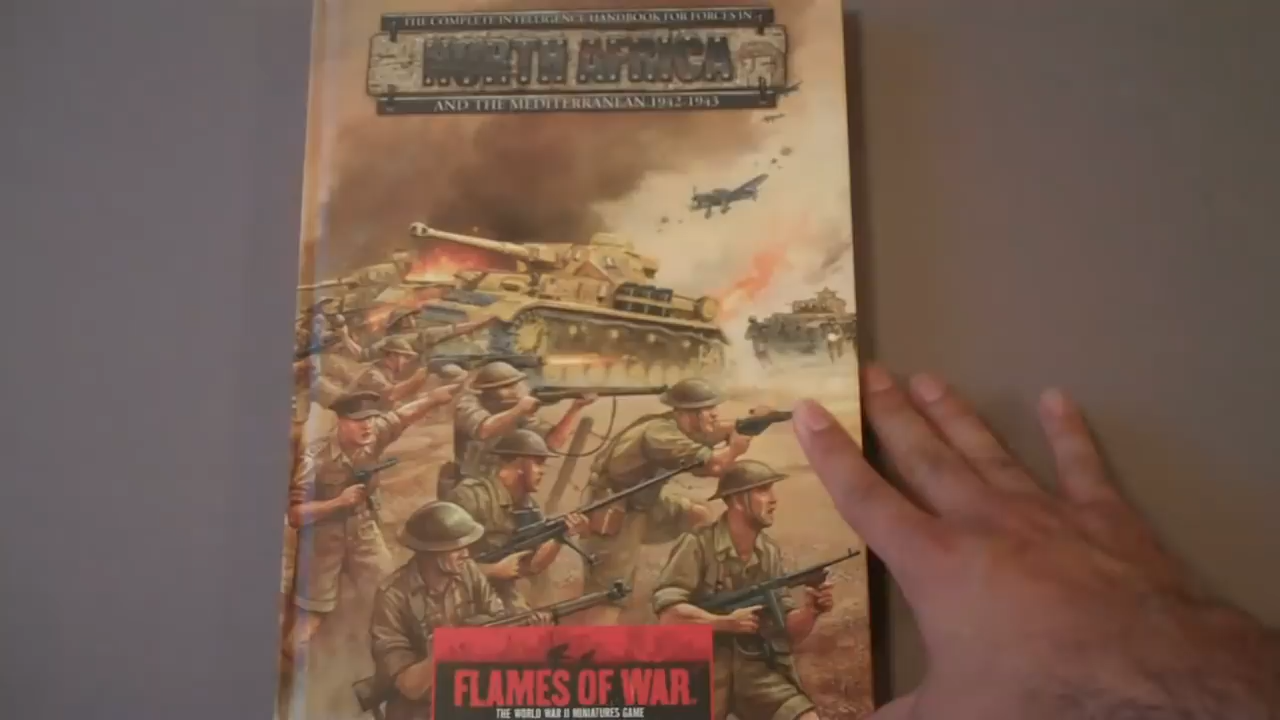 THE COMPLETE INTELLIGENCE HANDBOOK FOR FORCES IN
NORTH AFRICA
AND THE MEDITERRANEAN 1942-1943
FLAMES OF WAR
THE WORLD WAR II MINIATURES GAME